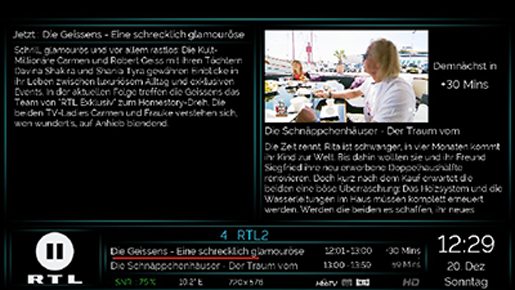 Jetzt : Die Geissens - Eine schrecklich glamouröse
Schrill, glamourös und vor allem rastlos: Die Kult-
Millionäre Carmen und Robert Geiss mit ihren Töchtern
Davina Shakira und Shania Tyra gewähren Einblicke in
ihr Leben zwischen luxuriösem Alltag und exklusiven
Events. In der aktuellen Folge treffen die Geissens das
Team von "RTL Exklusiv" zum Homestory-Dreh. Die
beiden TV-Ladies Carmen und Frauke verstehen sich,
wen wundert's, auf Anhieb blendend.
Demnächst in
+30 Mins
Die Schnäppchenhäuser - Der Traum vom
Die Zeit rennt: Rita ist schwanger, in vier Monaten kommt
ihr Kind zur Welt. Bis dahin wollen sie und ihr Freund
Siegfried ihre neu erworbene Doppelhaushälfte
renovieren. Doch kurz nach dem Kauf erwartet die
beiden eine böse Überraschung: Das Heizsystem und die
Wasserleitungen im Haus müssen komplett erneuert
werden. Werden die beiden es schaffen, ihr neues
4 RTL2
Die Geissens - Eine schrecklich glamouröse 12:01 - 13:00 +30 Mins
Die Schnäppchenhäuser - Der Traum vom 13:00 - 13:50 59 Mins
SNR : 75 % 19.2° E 720 x 576 HbbTV HD
RTL
12:29
20. Dez
Sonntag